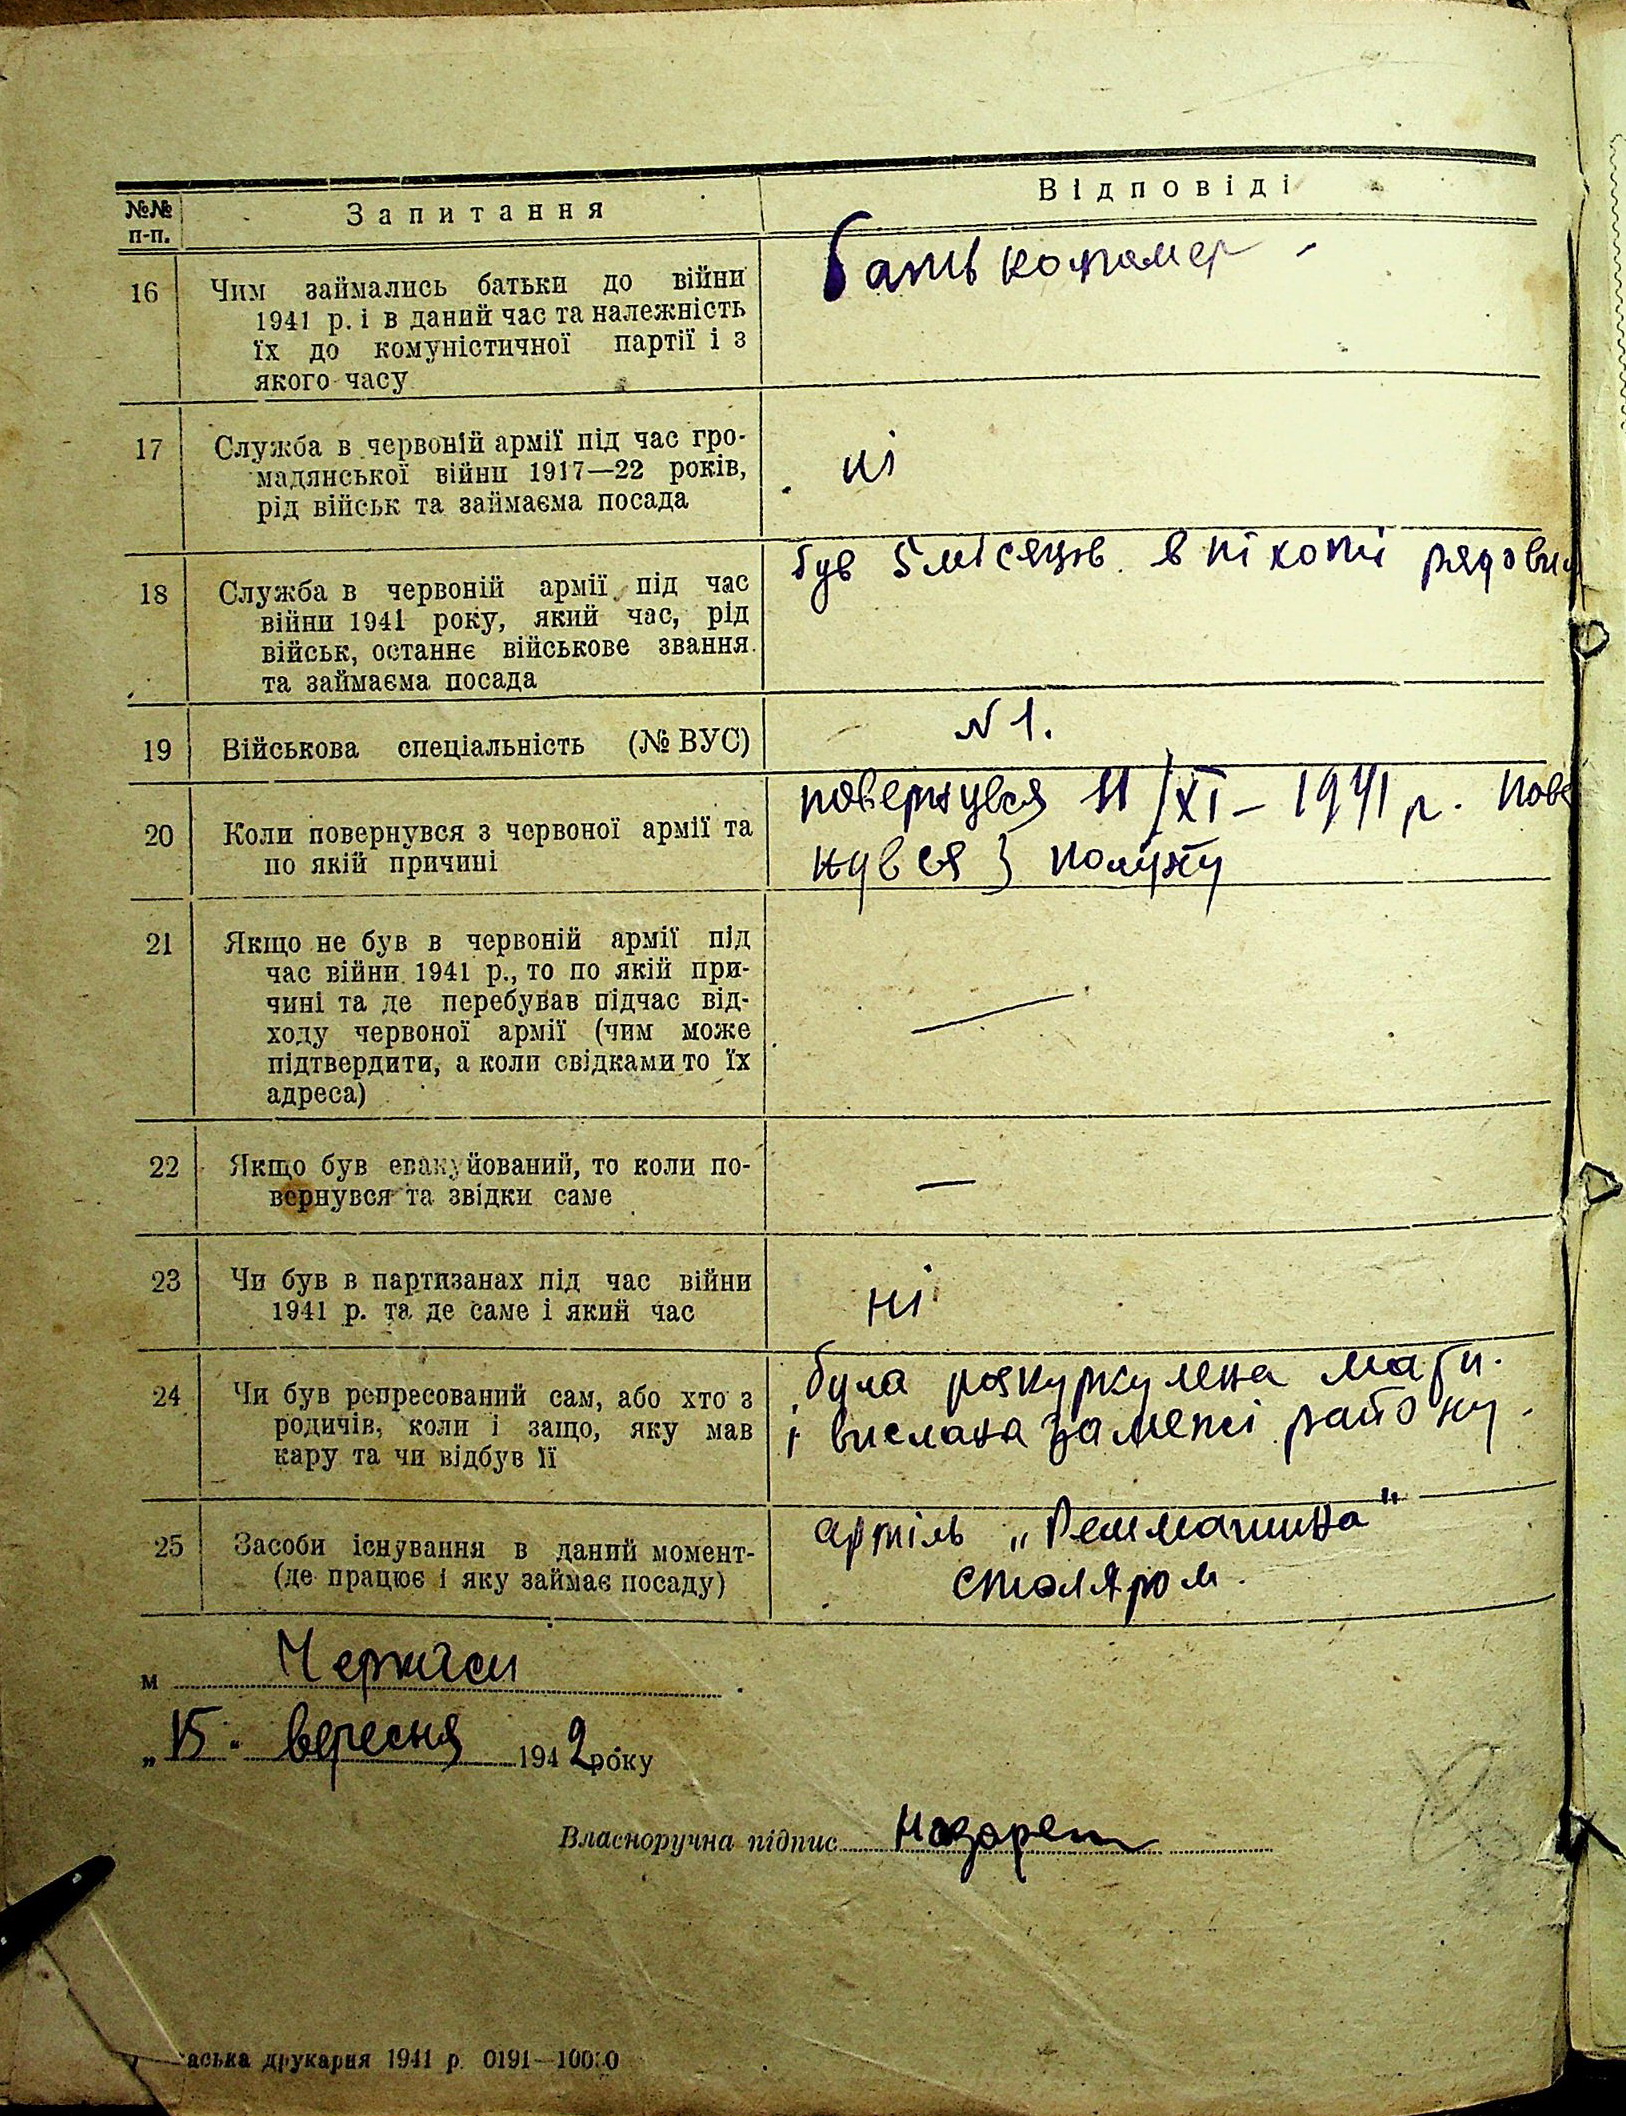 №№ п-п.
Запитання
Відповіді
16
Чим займались батьки до війни
1941 р. і в даний час та належність
їх до комуністичної партії і з
якого часу
помер
17
Служба в червоній армії під час гро-
мадянської війни 1917—22 років,
рід військ та займаєма посада
ні
18
Служба в червоній армії під час
війни 1941 року, який час, рід
військ, останнє військове звання
та займаєма посада
був 5 місяців в піхоті рядовим
19
Військова спеціальність (№ ВУС)
N 1.
20
Коли повернувся з червоної армії та
по якій причині
повернувся 11/XI – 1941 р. пове
нувся з полуну
21
Якщо не був в червоній армії під
час війни 1941 р., то по якій при-
чині та де перебував підчас від-
ходу червоної армії (чим може
підтвердити, а коли свідками то їх
адреса)
—
22
Якщо був евакуйований, то коли по-
вернувся та звідки саме
—
23
Чи був в партизанах під час війни
1941 р. та де саме і який час
ні
24
Чи був репресований сам, або хто з
родичів, коли і защо, яку мав
кару та чи відбув її
була мати
і вислана за межі району.
25
Засоби існування в даний момент-
(де працює і яку займає посаду)
артіль „Реммашина"
столяром.
м Черкаси
„15" вересня 1942 року
Власноручна підпис Назарет
аська друкарня 1941 р. 0191—10000